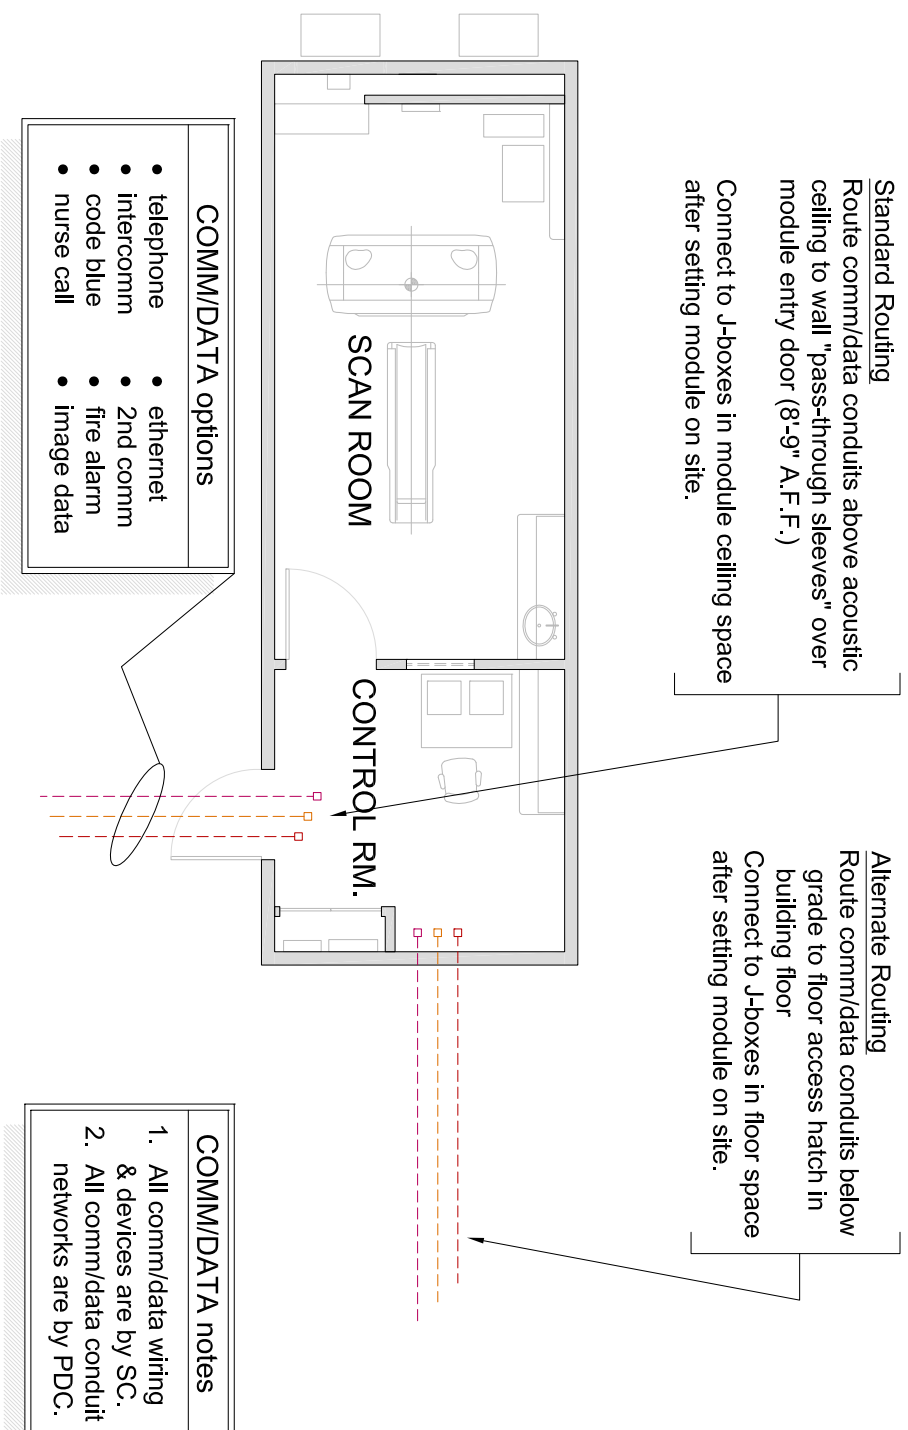 Standard Routing
Route comm/data conduits above acoustic
ceiling to wall "pass-through sleeves" over
module entry door (8'-9" A.F.F.)
Connect to J-boxes in module ceiling space
after setting module on site.
Alternate Routing
Route comm/data conduits below
grade to floor access hatch in
building floor
Connect to J-boxes in floor space
after setting module on site.
SCAN ROOM
CONTROL RM.
COMM/DATA options
• telephone
• intercomm
• code blue
• nurse call
• ethernet
• 2nd comm
• fire alarm
• image data
COMM/DATA notes
1. All comm/data wiring
& devices are by SC.
2. All comm/data conduit
networks are by PDC.